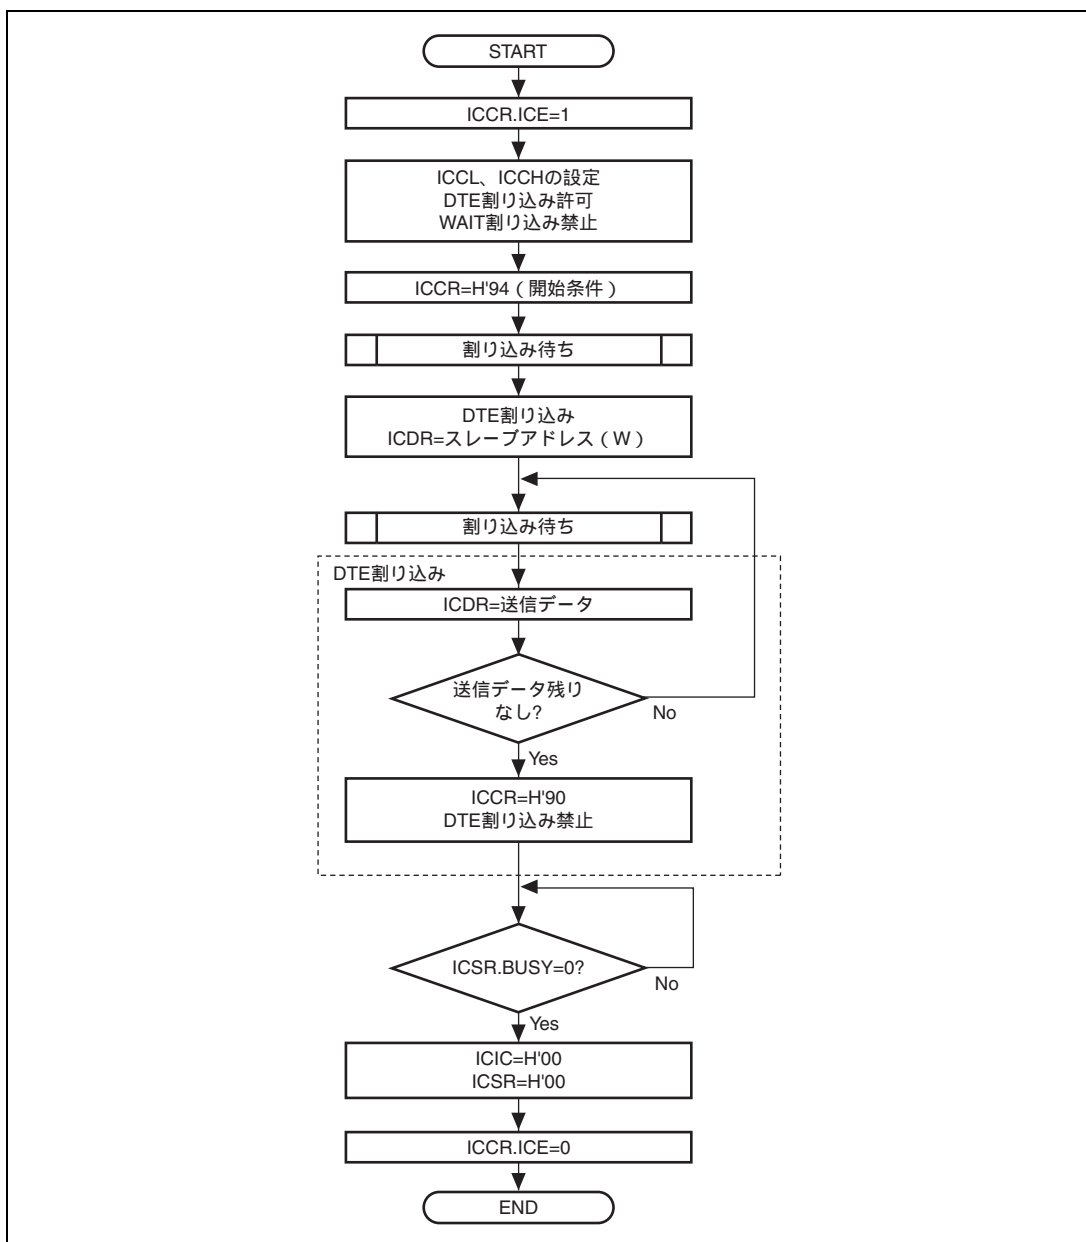 START
ICCR.ICE=1
ICCL、ICCHの設定
DTE割り込み許可
WAIT割り込み禁止
ICCR=H'94（開始条件）
割り込み待ち
DTE割り込み
ICDR=スレーブアドレス（W）
割り込み待ち
DTE割り込み
ICDR=送信データ
送信データ残り
なし?
No
Yes
ICCR=H'90
DTE割り込み禁止
ICSR.BUSY=0?
No
Yes
ICIC=H'00
ICSR=H'00
ICCR.ICE=0
END